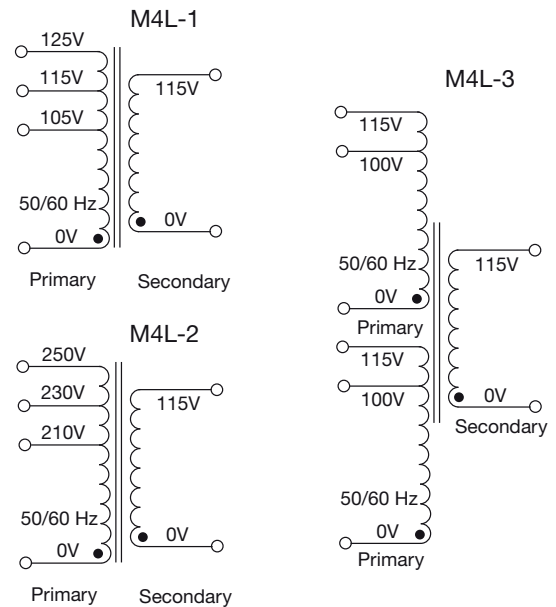 M4L-1
125V
115V
105V
115V
50/60 Hz
0V
0V
Primary
Secondary
M4L-2
250V
230V
210V
115V
50/60 Hz
0V
0V
Primary
Secondary
M4L-3
115V
100V
50/60 Hz
0V
Primary
115V
100V
50/60 Hz
0V
Primary
115V
0V
Secondary